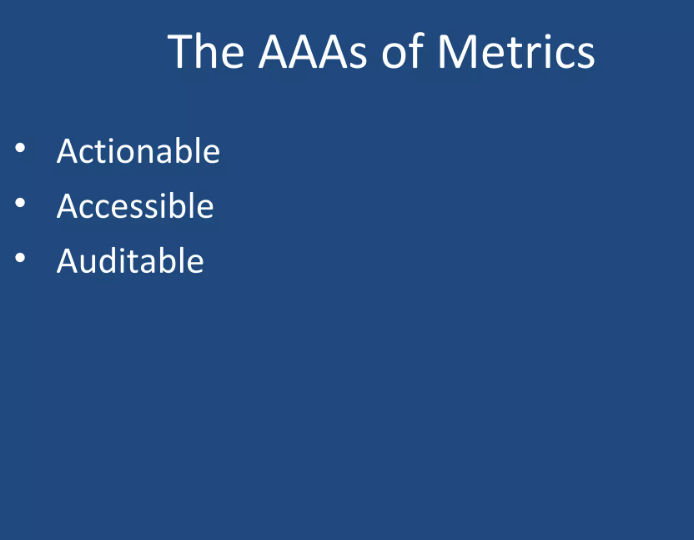 The AAAs of Metrics
• Actionable
• Accessible
• Auditable